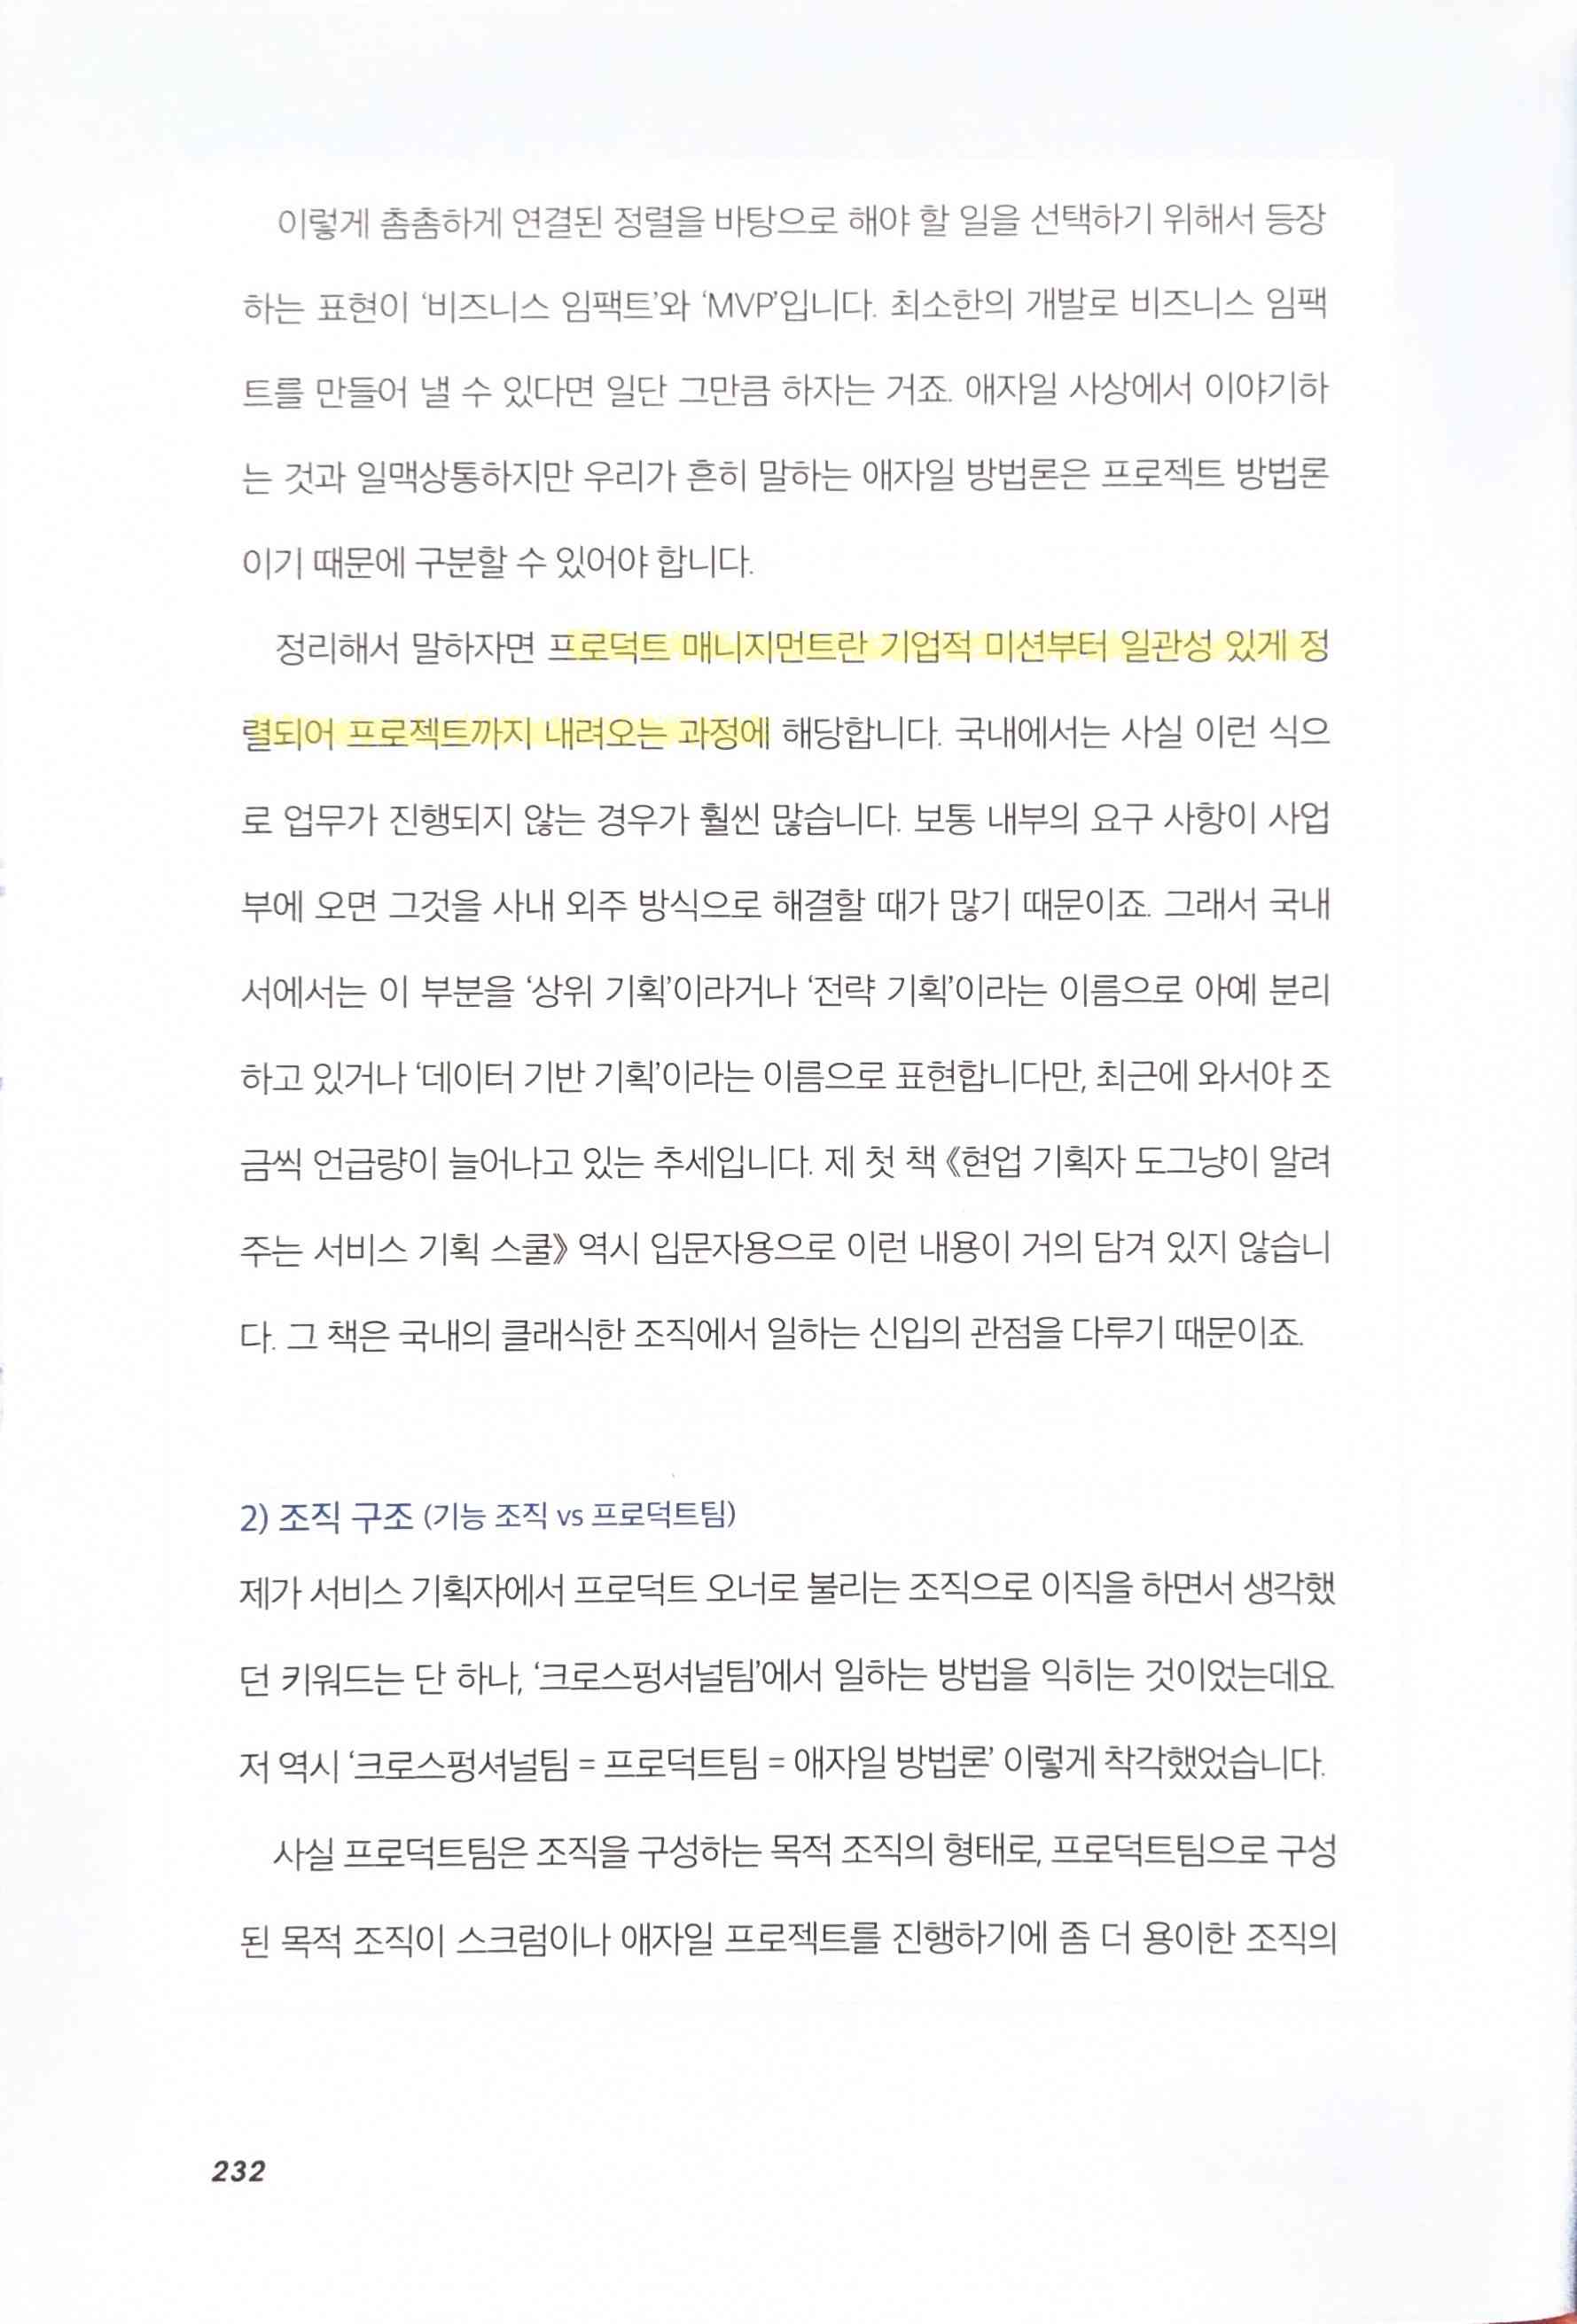 이렇게 촘촘하게 연결된 정렬을 바탕으로 해야 할 일을 선택하기 위해서 등장
하는 표현이 ‘비즈니스 임팩트’와 ‘MVP’입니다. 최소한의 개발로 비즈니스 임팩
트를 만들어 낼 수 있다면 일단 그만큼 하자는 거죠. 애자일 사상에서 이야기하
는 것과 일맥상통하지만 우리가 흔히 말하는 애자일 방법론은 프로젝트 방법론
이기 때문에 구분할 수 있어야 합니다.
정리해서 말하자면 프로덕트 매니지먼트란 기업적 미션부터 일관성 있게 정
렬되어 프로젝트까지 내려오는 과정에 해당합니다. 국내에서는 사실 이런 식으
로 업무가 진행되지 않는 경우가 훨씬 많습니다. 보통 내부의 요구 사항이 사업
부에 오면 그것을 사내 외주 방식으로 해결할 때가 많기 때문이죠. 그래서 국내
서에서는 이 부분을 ‘상위 기획’이라거나 ‘전략 기획’이라는 이름으로 아예 분리
하고 있거나 ‘데이터 기반 기획’이라는 이름으로 표현합니다만, 최근에 와서야 조
금씩 언급량이 늘어나고 있는 추세입니다. 제 첫 책 《현업 기획자 도그냥이 알려
주는 서비스 기획 스쿨》 역시 입문자용으로 이런 내용이 거의 담겨 있지 않습니
다. 그 책은 국내의 클래식한 조직에서 일하는 신입의 관점을 다루기 때문이죠.
2) 조직 구조 (기능 조직 vs 프로덕트팀)
제가 서비스 기획자에서 프로덕트 오너로 불리는 조직으로 이직을 하면서 생각했
던 키워드는 단 하나, ‘크로스펑셔널팀’에서 일하는 방법을 익히는 것이었는데요.
저 역시 ‘크로스펑셔널팀 = 프로덕트팀 = 애자일 방법론’ 이렇게 착각했었습니다.
사실 프로덕트팀은 조직을 구성하는 목적 조직의 형태로, 프로덕트팀으로 구성
된 목적 조직이 스크럼이나 애자일 프로젝트를 진행하기에 좀 더 용이한 조직의
232